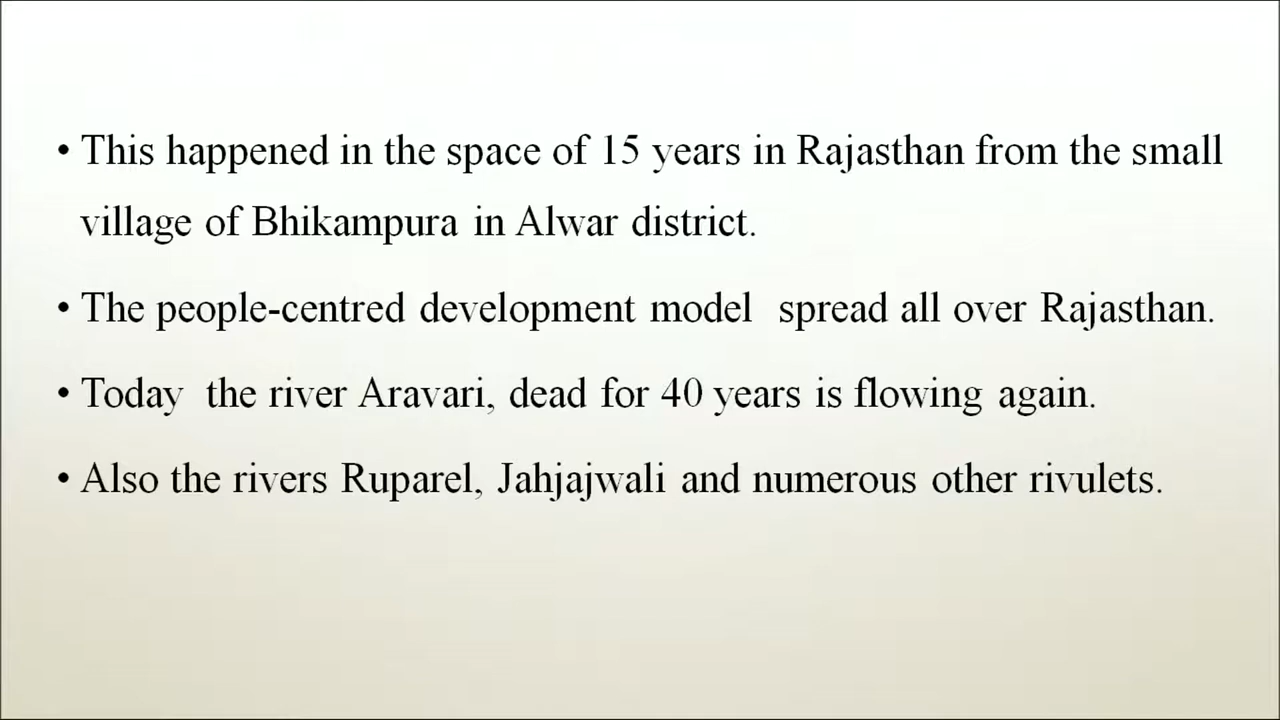 • This happened in the space of 15 years in Rajasthan from the small
village of Bhikampura in Alwar district.
• The people-centred development model spread all over Rajasthan.
• Today the river Aravari, dead for 40 years is flowing again.
• Also the rivers Ruparel, Jahjajwali and numerous other rivulets.